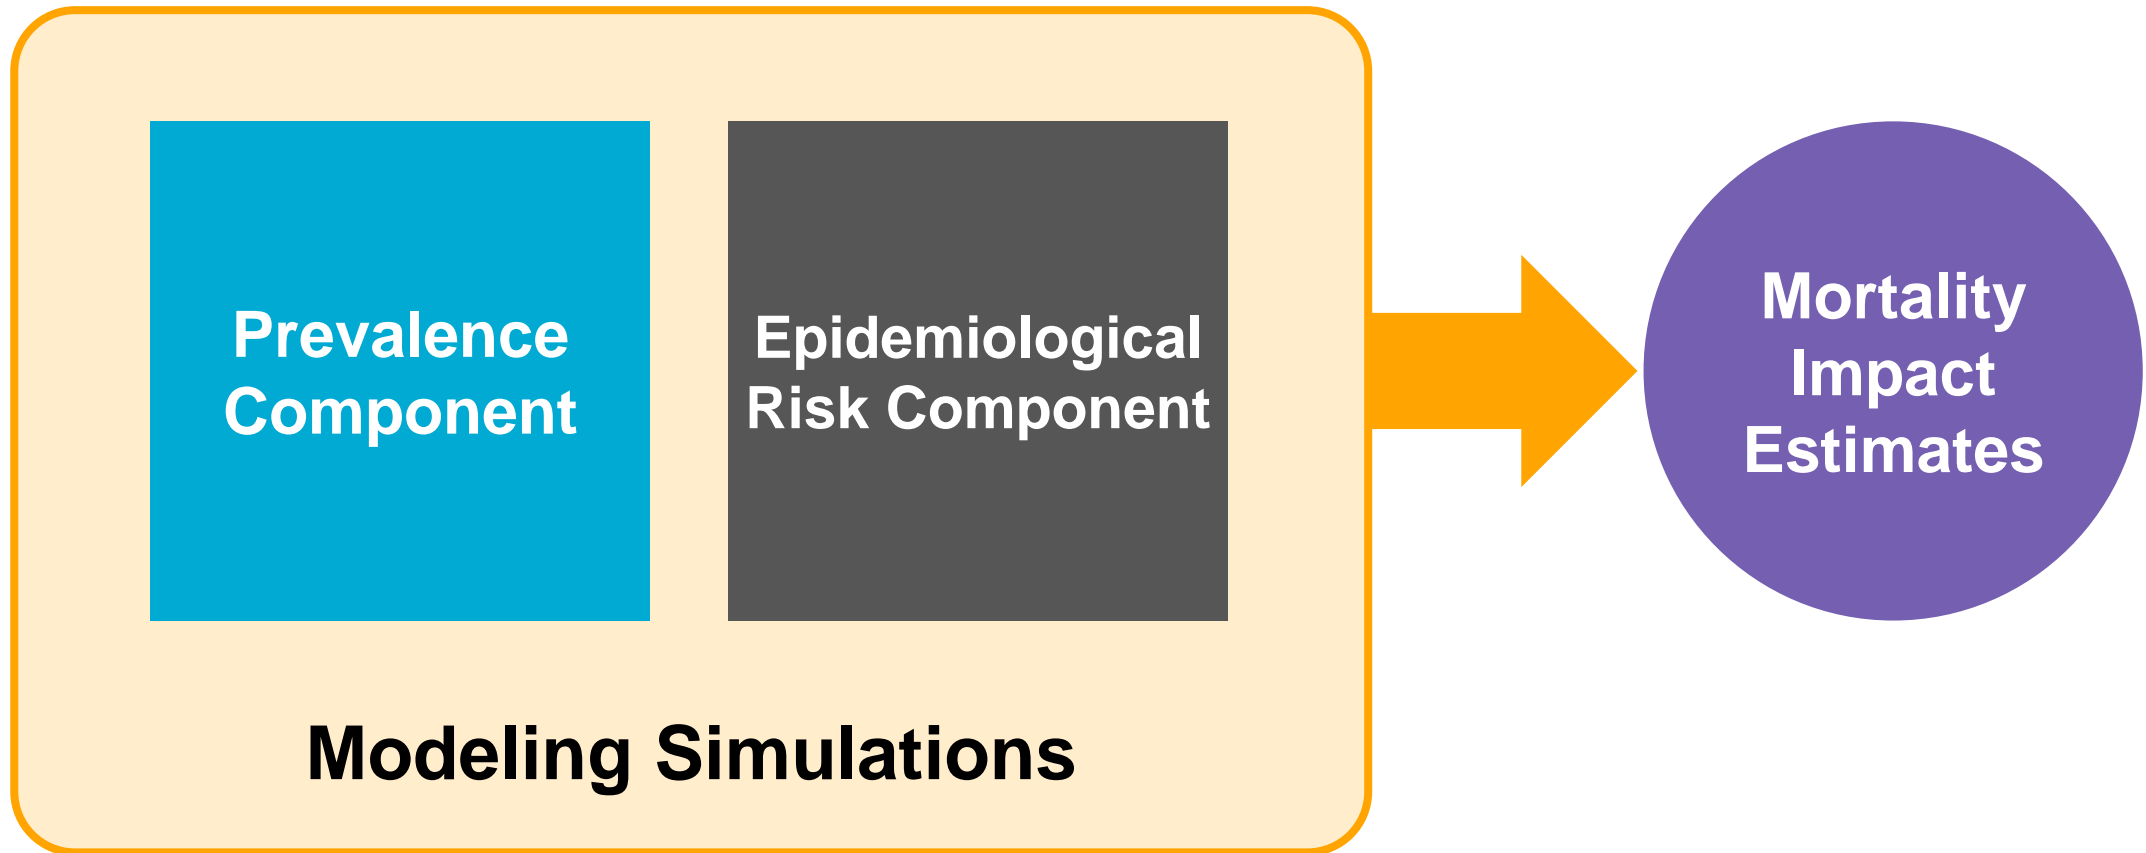 Prevalence
Component
Epidemiological
Risk Component
Modeling Simulations
Mortality
Impact
Estimates